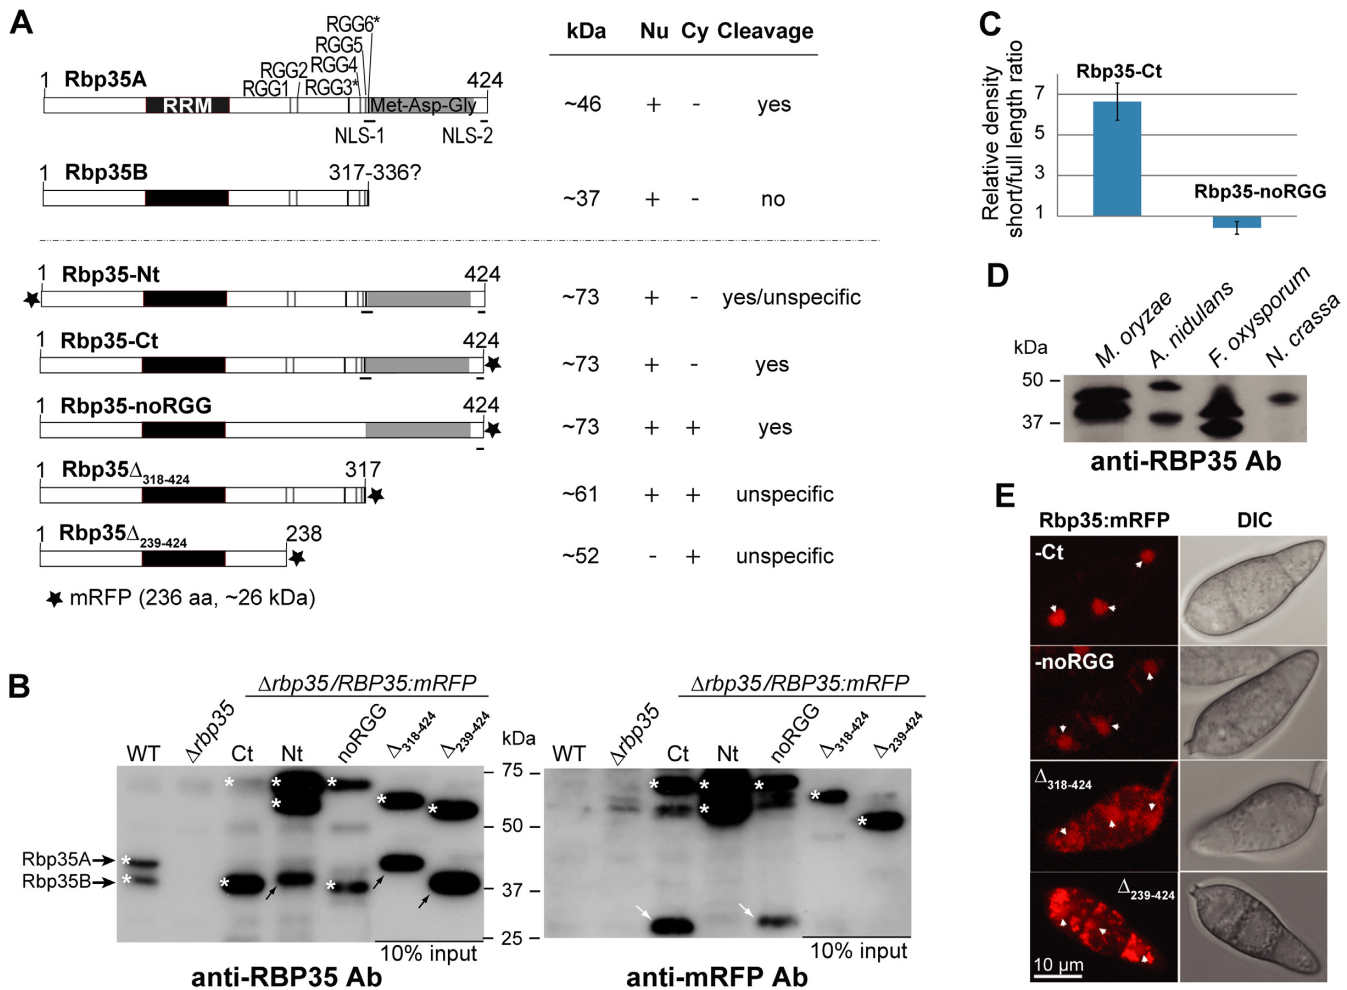 A
kDa Nu Cy Cleavage
RGG6*
RGG5
RGG4
RGG3*
RGG2
RGG1
1 Rbp35A 424
RRM Met-Asp-Gly
NLS-1 NLS-2
~46 + - yes
1 Rbp35B 317-336?
~37 + - no
1 Rbp35-Nt 424
~73 + - yes/unspecific
1 Rbp35-Ct 424
~73 + - yes
1 Rbp35-noRGG 424
~73 + + yes
1 Rbp35Δ318-424 317
~61 + + unspecific
1 Rbp35Δ239-424 238
~52 - + unspecific
★ mRFP (236 aa, ~26 kDa)
B
Δrbp35/RBP35:mRFP
WT Δrbp35 Ct Nt noRGG Δ318-424 Δ239-424
Rbp35A
Rbp35B
10% input
anti-RBP35 Ab
kDa
75
50
37
25
Δrbp35/RBP35:mRFP
WT Δrbp35 Ct Nt noRGG Δ318-424 Δ239-424
10% input
anti-mRFP Ab
C
Relative density
short/full length ratio
7
5
3
1
Rbp35-Ct
Rbp35-noRGG
D
M. oryzae A. nidulans F. oxysporum N. crassa
kDa
50
37
anti-RBP35 Ab
E
Rbp35:mRFP DIC
-Ct
-noRGG
Δ318-424
Δ239-424
10 µm